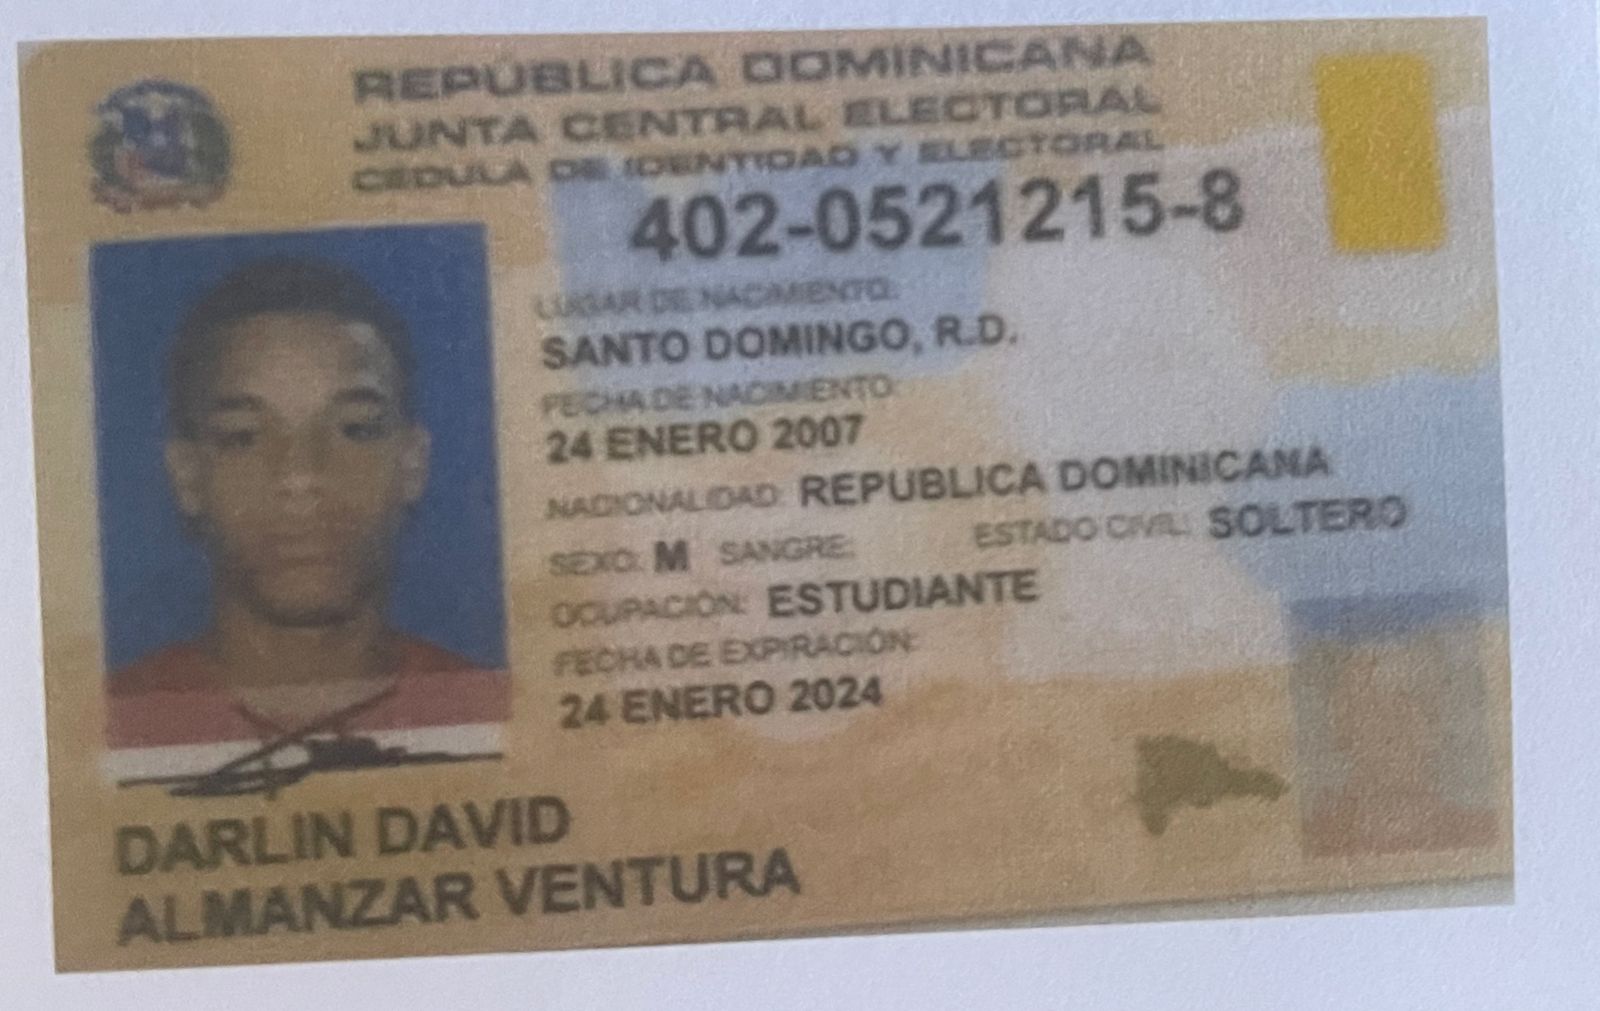 REPÚBLICA DOMINICANA
JUNTA CENTRAL ELECTORAL
CÉDULA DE IDENTIDAD Y ELECTORAL
402-0521215-8
LUGAR DE NACIMIENTO:
SANTO DOMINGO, R.D.
FECHA DE NACIMIENTO:
24 ENERO 2007
NACIONALIDAD: REPUBLICA DOMINICANA
SEXO: M SANGRE: ESTADO CIVIL: SOLTERO
OCUPACIÓN: ESTUDIANTE
FECHA DE EXPIRACIÓN:
24 ENERO 2024
DARLIN DAVID
ALMANZAR VENTURA